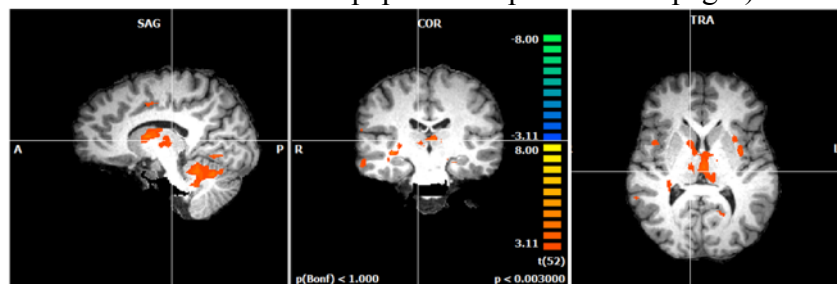 SAG
A
P
COR
R
-8.00
-3.11
8.00
3.11
t(52)
p(Bonf) < 1.000
p < 0.003000
TRA